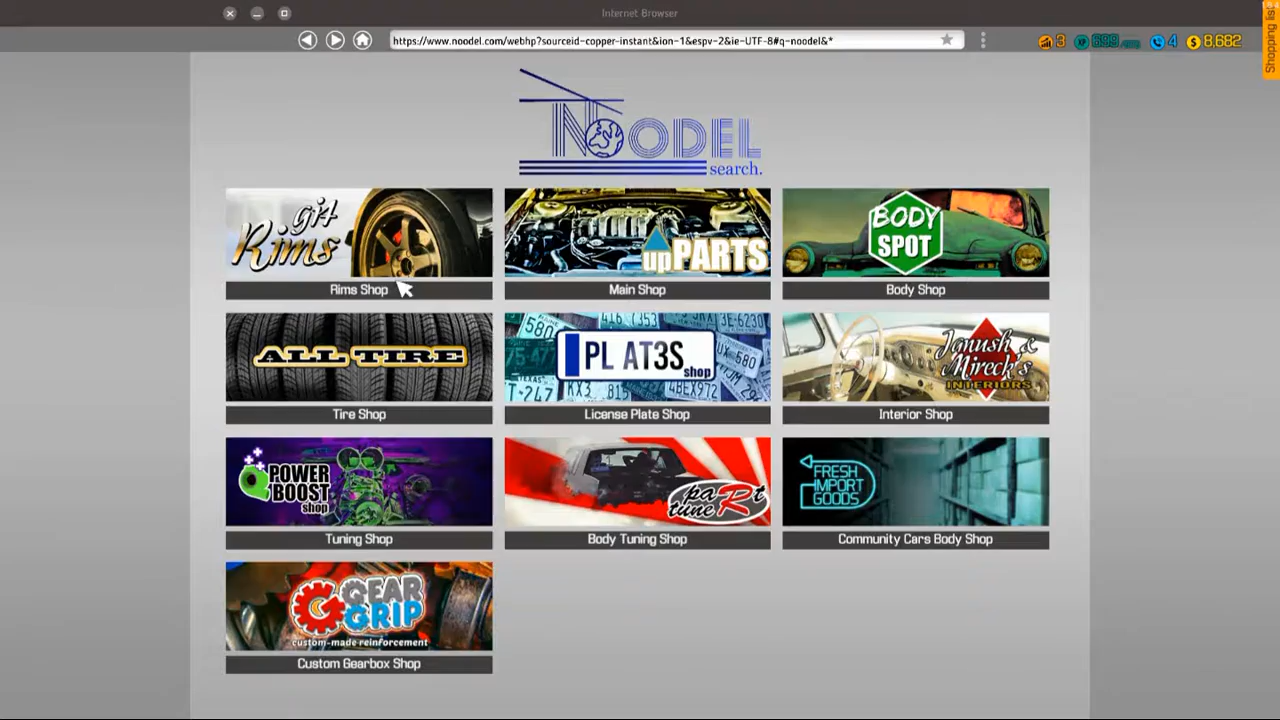 Internet Browser
https://www.noodel.com/webhp?sourceid-copper-instant&ion-1&espv-2&ie-UTF-8#q-noodel&*
3
4
8,682
Shopping list
NOODEL
search.
git
Rims
upPARTS
BODY
SPOT
Rims Shop
Main Shop
Body Shop
ALL TIRE
PL AT3S
shop
Janush &
Mireck's
INTERIORS
Tire Shop
License Plate Shop
Interior Shop
POWER
BOOST
shop
paRt
tune
FRESH
IMPORT
GOODS
Tuning Shop
Body Tuning Shop
Community Cars Body Shop
GEAR
GRIP
custom-made reinforcement
Custom Gearbox Shop